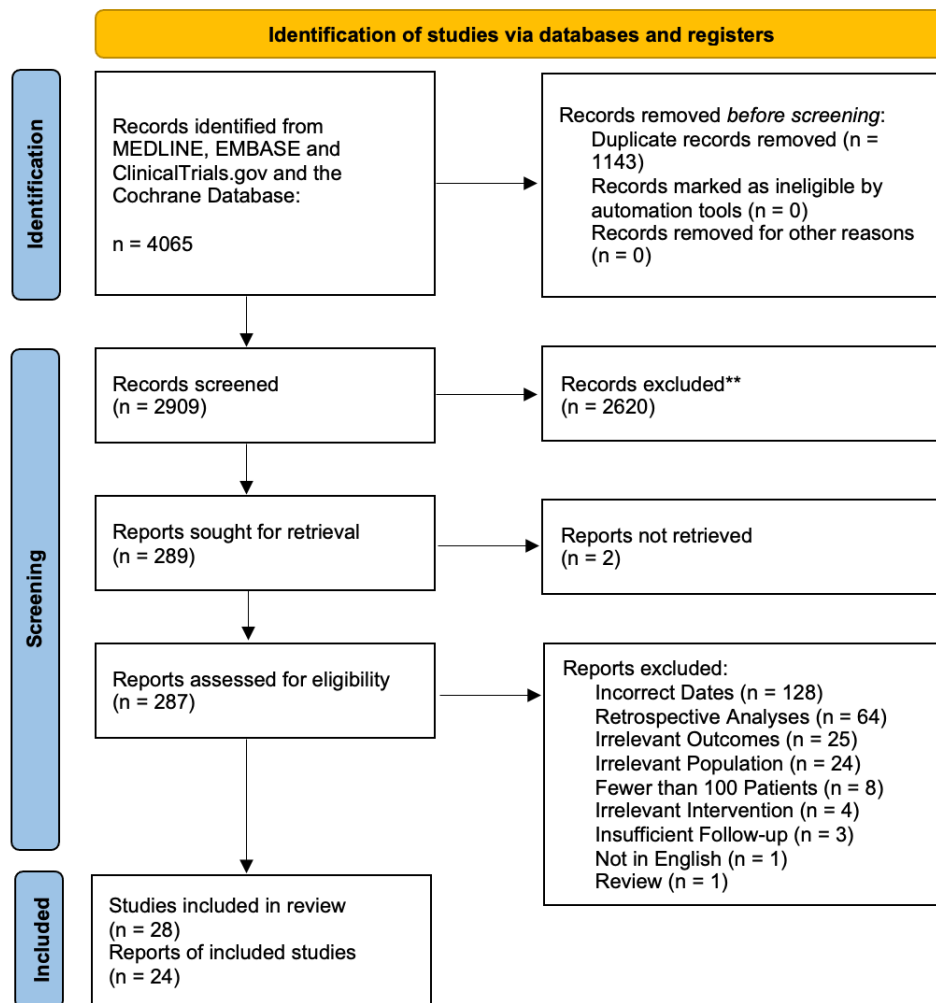 Identification of studies via databases and registers
Identification
Records identified from
MEDLINE, EMBASE and
ClinicalTrials.gov and the
Cochrane Database:
n = 4065
Records removed before screening:
Duplicate records removed (n =
1143)
Records marked as ineligible by
automation tools (n = 0)
Records removed for other reasons
(n = 0)
Screening
Records screened
(n = 2909)
Records excluded**
(n = 2620)
Reports sought for retrieval
(n = 289)
Reports not retrieved
(n = 2)
Reports assessed for eligibility
(n = 287)
Reports excluded:
Incorrect Dates (n = 128)
Retrospective Analyses (n = 64)
Irrelevant Outcomes (n = 25)
Irrelevant Population (n = 24)
Fewer than 100 Patients (n = 8)
Irrelevant Intervention (n = 4)
Insufficient Follow-up (n = 3)
Not in English (n = 1)
Review (n = 1)
Included
Studies included in review
(n = 28)
Reports of included studies
(n = 24)